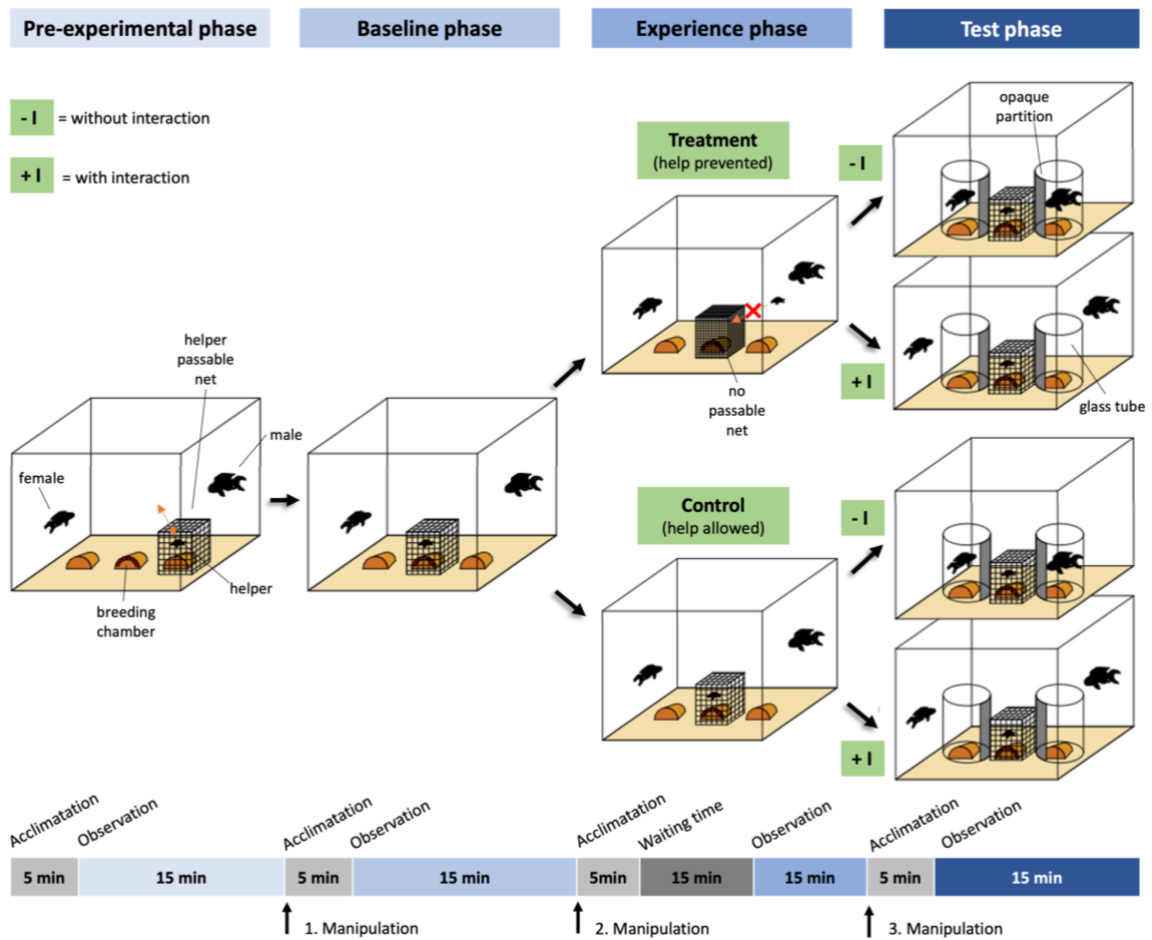 Pre-experimental phase
Baseline phase
Experience phase
Test phase
- I = without interaction
+ I = with interaction
Treatment
(help prevented)
- I
opaque
partition
+ I
no
passable
net
glass tube
helper
passable
net
male
female
helper
breeding
chamber
Control
(help allowed)
- I
+ I
Acclimatation
Observation
Acclimatation
Observation
Acclimatation
Waiting time
Observation
Acclimatation
Observation
5 min
15 min
5 min
15 min
5min
15 min
15 min
5 min
15 min
1. Manipulation
2. Manipulation
3. Manipulation